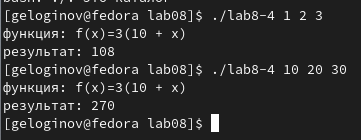 [geloginov@fedora lab08]$ ./lab8-4 1 2 3
функция: f(x)=3(10 + x)
результат: 108
[geloginov@fedora lab08]$ ./lab8-4 10 20 30
функция: f(x)=3(10 + x)
результат: 270
[geloginov@fedora lab08]$